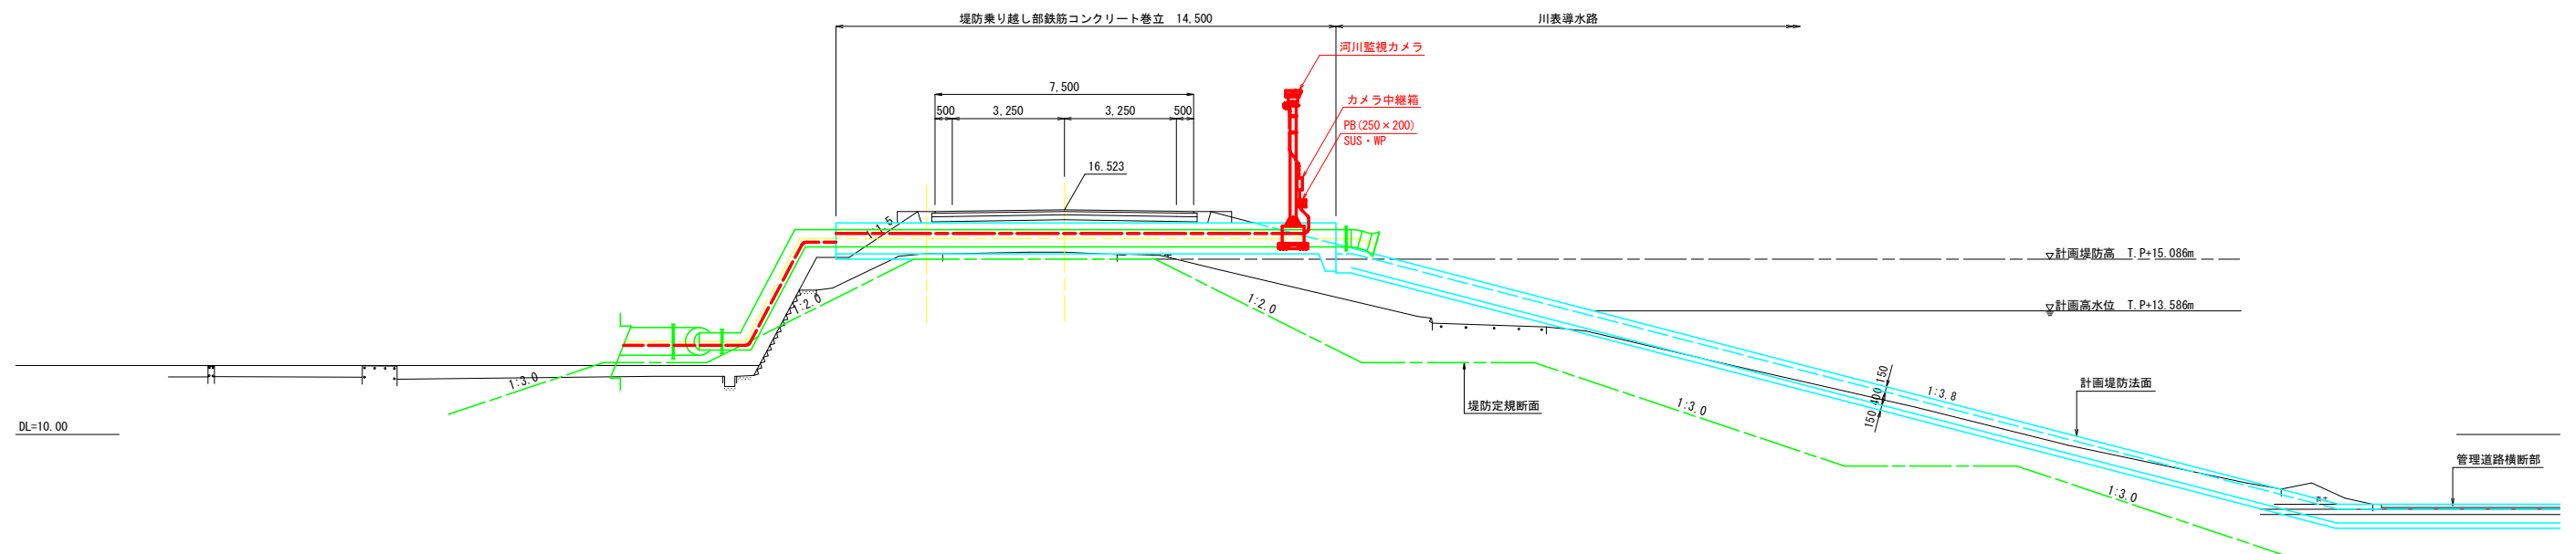 堤防乗り越し部鉄筋コンクリート巻立 14,500
川表導水路
河川監視カメラ
7,500
カメラ中継箱
500
3,250
3,250
500
PB(250×200)
SUS・WP
16.523
1:1.5
計画堤防高 T.P+15.086m
1:2.0
1:2.0
計画高水位 T.P+13.586m
1:3.0
150
400
150
1:3.8
計画堤防法面
堤防定規断面
1:3.0
DL=10.00
管理道路横断部
1:3.0